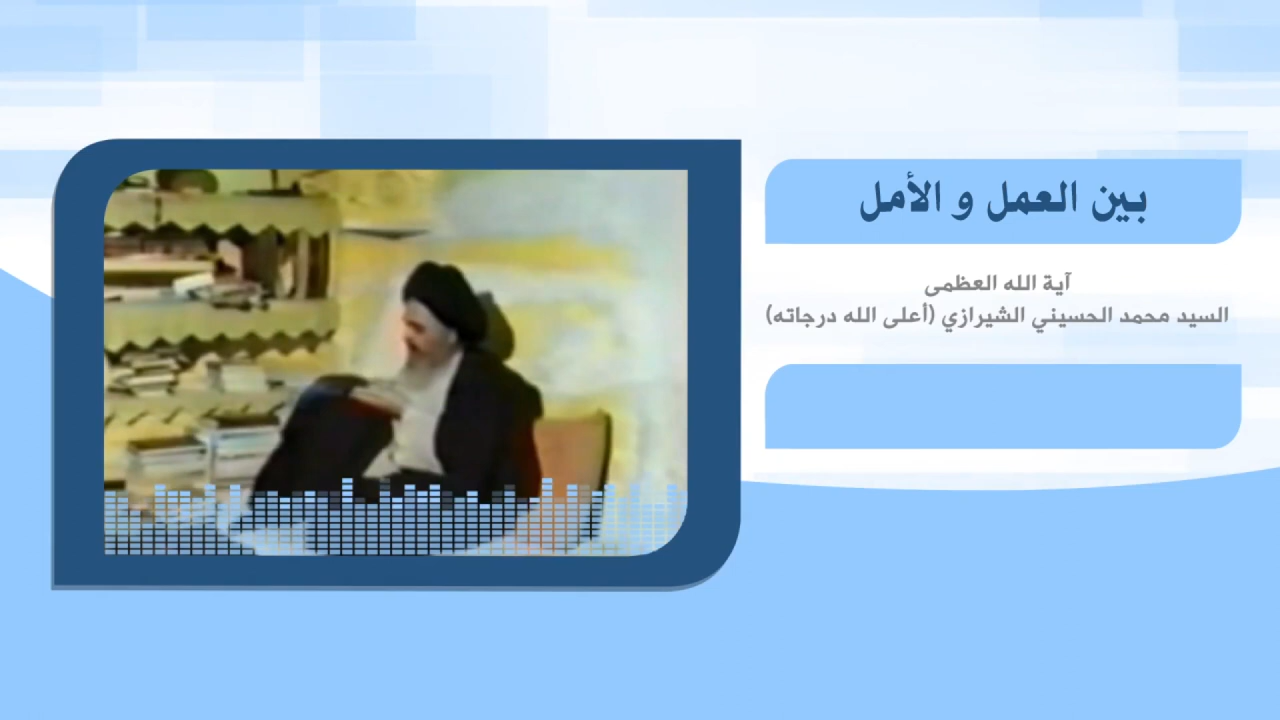 بين العمل و الأمل
آية الله العظمى
السيد محمد الحسيني الشيرازي (أعلى الله درجاته)